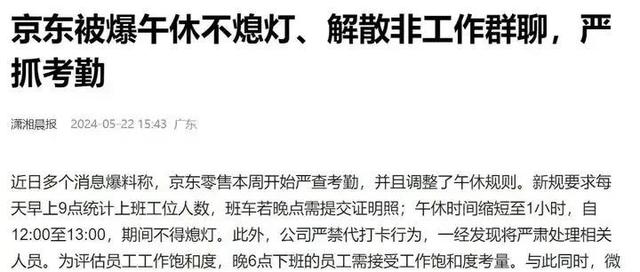 京东被爆午休不熄灯、解散非工作群聊，严
抓考勤
潇湘晨报 2024-05-22 15:43 广东
近日多个消息爆料称，京东零售本周开始严查考勤，并且调整了午休规则。新规要求每
天早上9点统计上班工位人数，班车若晚点需提交证明照；午休时间缩短至1小时，自
12:00至13:00，期间不得熄灯。此外，公司严禁代打卡行为，一经发现将严肃处理相关
人员。为评估员工工作饱和度，晚6点下班的员工需接受工作饱和度考量。与此同时，微